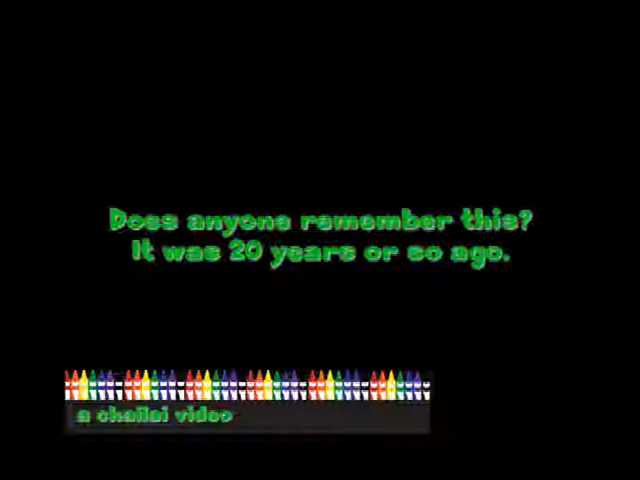 Does anyone remember this?
It was 20 years or so ago.
a chailai video